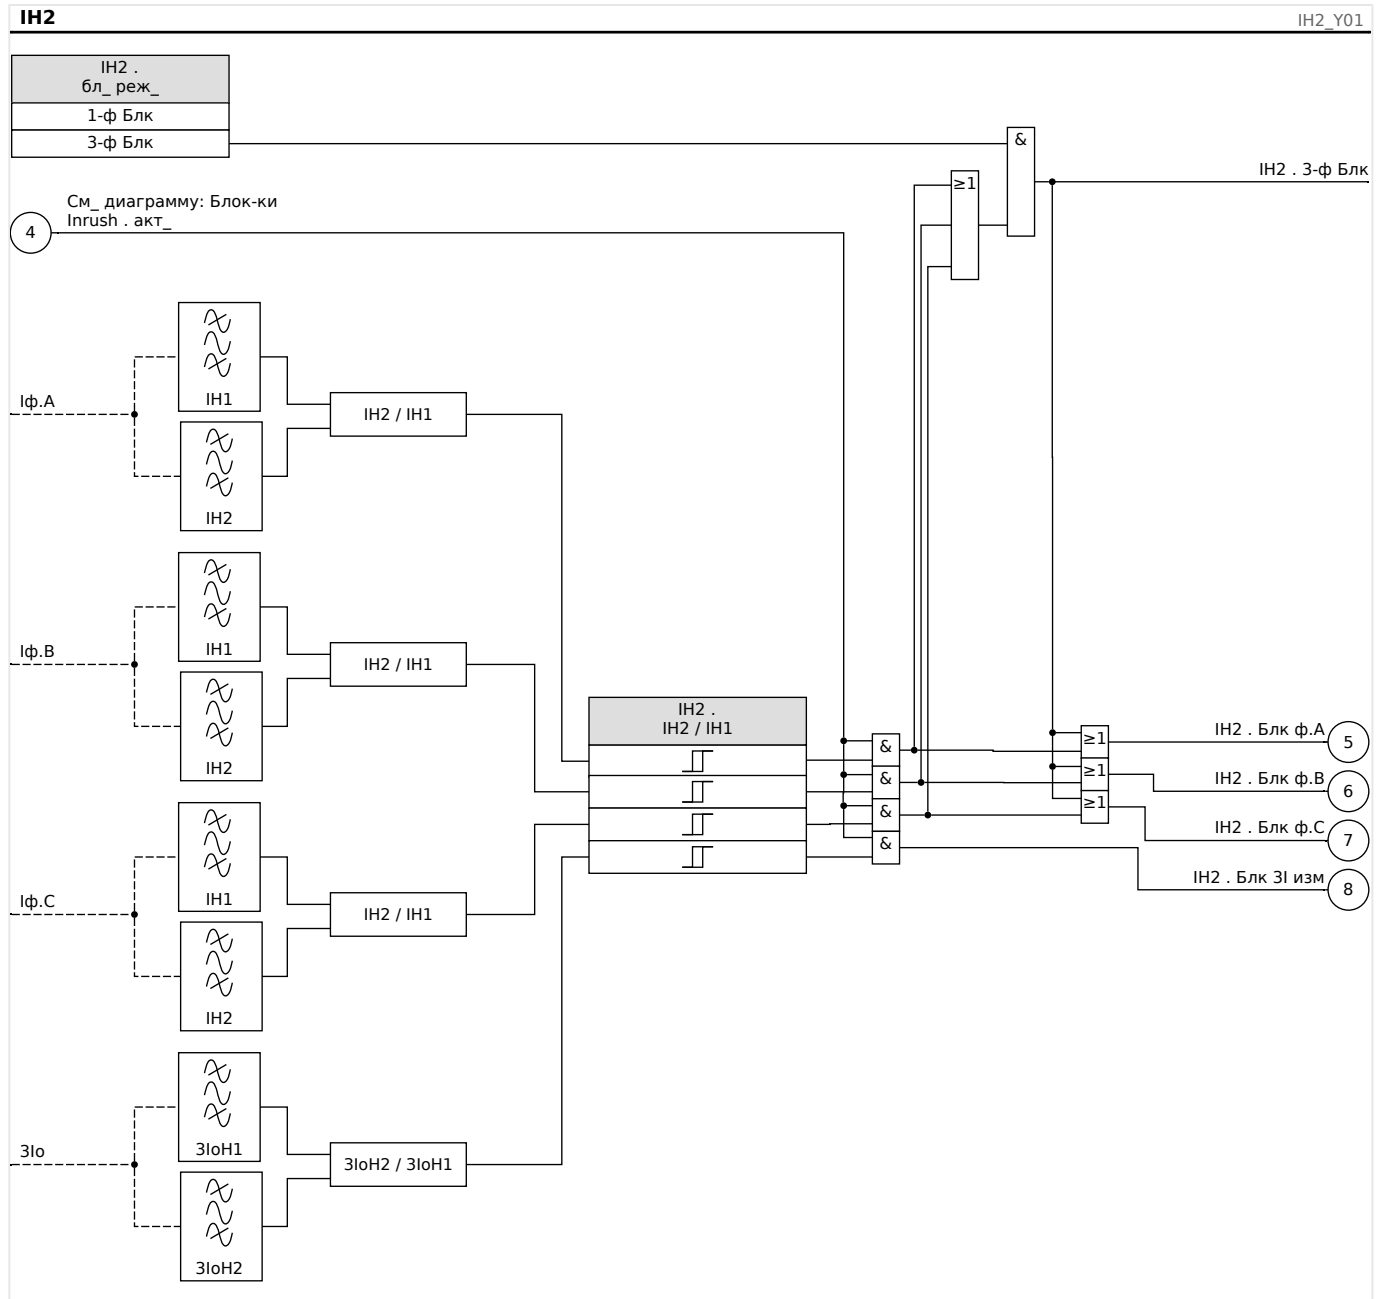 IH2
IH2_Y01
IH2 .
бл_ реж_
1-ф Блк
3-ф Блк
&
IH2 . 3-ф Блк
≥1
См_ диаграмму: Блок-ки
Inrush . акт_
4
IH1
Iф.A
IH2 / IH1
IH2
IH1
Iф.B
IH2 / IH1
IH2
IH2 .
IH2 / IH1
&
&
&
&
≥1
≥1
≥1
IH2 . Блк ф.A
5
IH2 . Блк ф.B
6
IH2 . Блк ф.C
7
IH2 . Блк 3I изм
8
IH1
Iф.C
IH2 / IH1
IH2
3IoH1
3Io
3IoH2 / 3IoH1
3IoH2